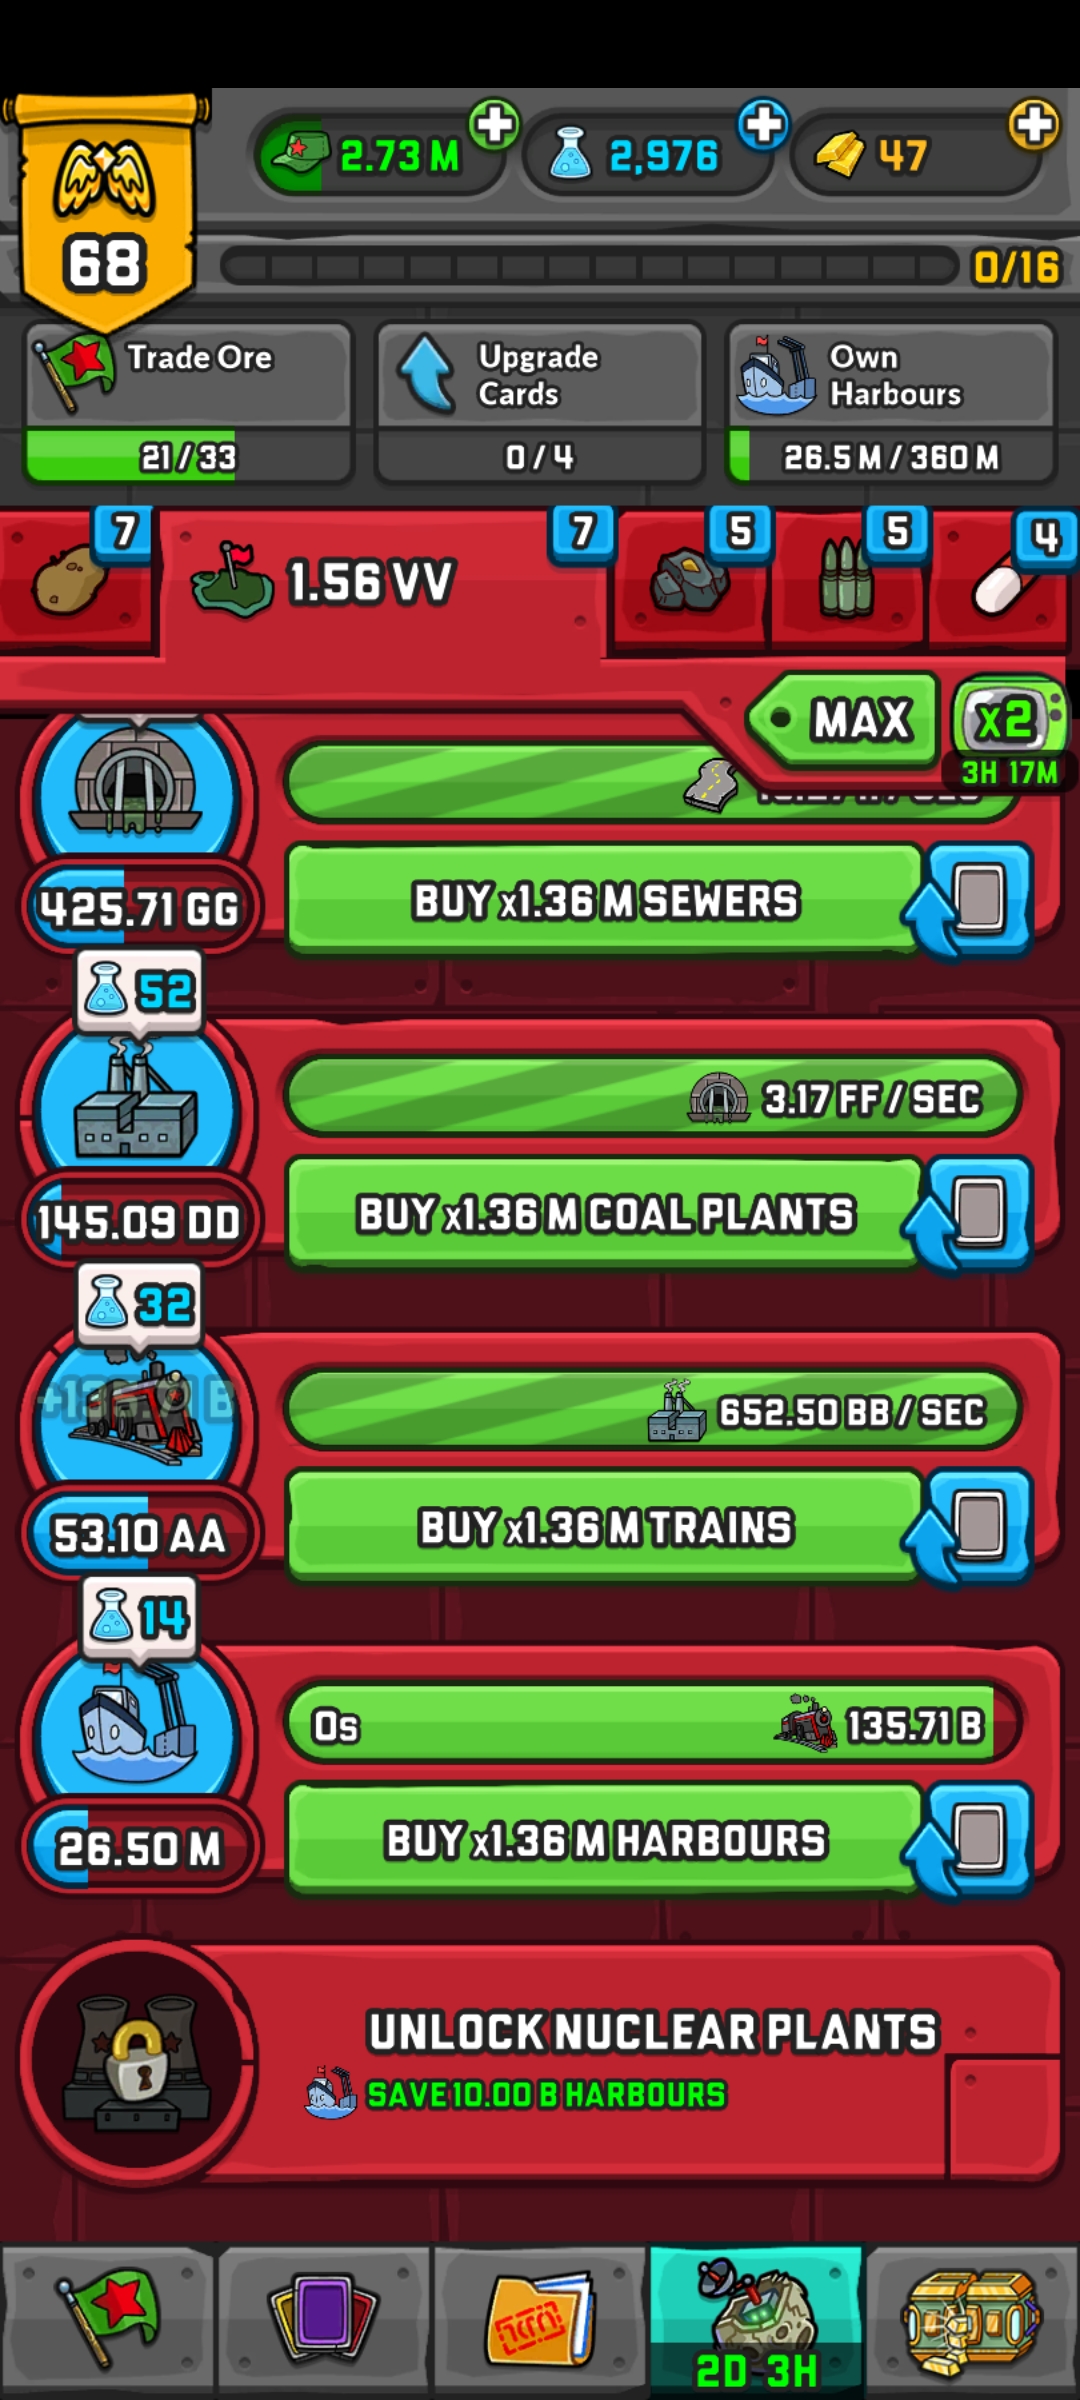 2.73 M
2,976
47
68
0/16
Trade Ore
21 / 33
Upgrade
Cards
0 / 4
Own
Harbours
26.5 M / 360 M
7
1.56 VV
7
5
5
4
MAX
x2
3H 17M
425.71 GG
BUY x1.36 M SEWERS
52
3.17 FF / SEC
145.09 DD
BUY x1.36 M COAL PLANTS
32
652.50 BB / SEC
53.10 AA
BUY x1.36 M TRAINS
14
0s
135.71 B
26.50 M
BUY x1.36 M HARBOURS
UNLOCK NUCLEAR PLANTS
SAVE 10.00 B HARBOURS
2D 3H